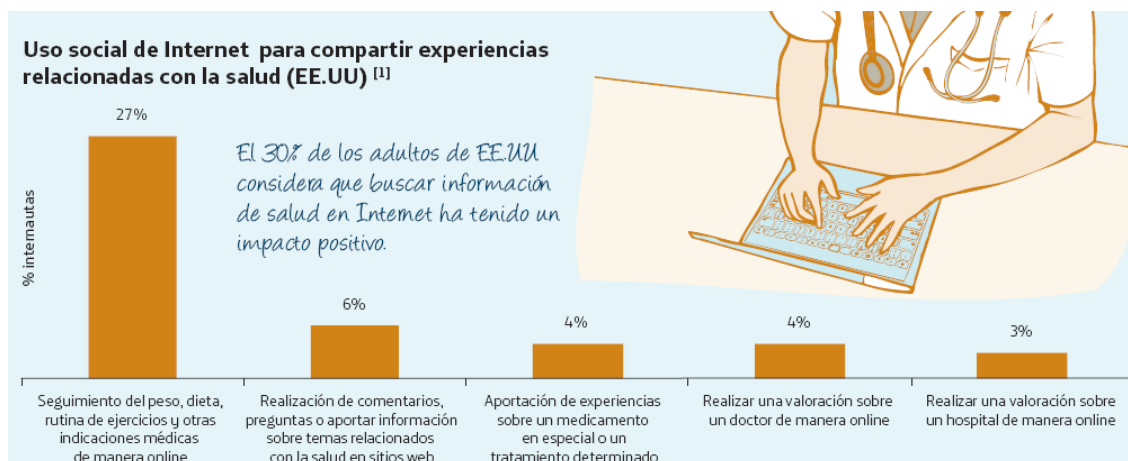 Uso social de Internet para compartir experiencias
relacionadas con la salud (EE.UU) [1]
27%
El 30% de los adultos de EE.UU
considera que buscar información
de salud en Internet ha tenido un
impacto positivo.
% internautas
6%
4%
4%
3%
Seguimiento del peso, dieta,
rutina de ejercicios y otras
indicaciones médicas
de manera online
Realización de comentarios,
preguntas o aportar información
sobre temas relacionados
con la salud en sitios web
Aportación de experiencias
sobre un medicamento
en especial o un
tratamiento determinado
Realizar una valoración sobre
un doctor de manera online
Realizar una valoración sobre
un hospital de manera online